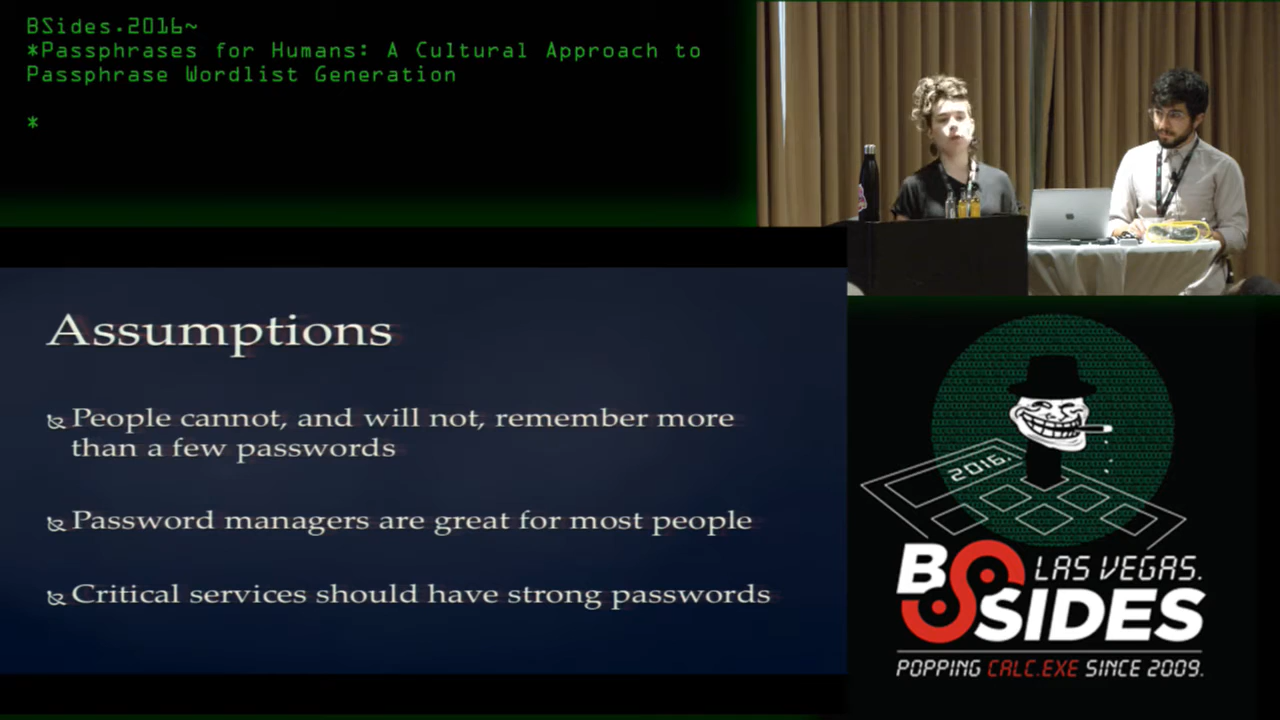 BSides.2016~
*Passphrases for Humans: A Cultural Approach to
Passphrase Wordlist Generation
*
Assumptions
People cannot, and will not, remember more
than a few passwords
Password managers are great for most people
Critical services should have strong passwords
2016.
BSIDES
LAS VEGAS.
POPPING CALC.EXE SINCE 2009.